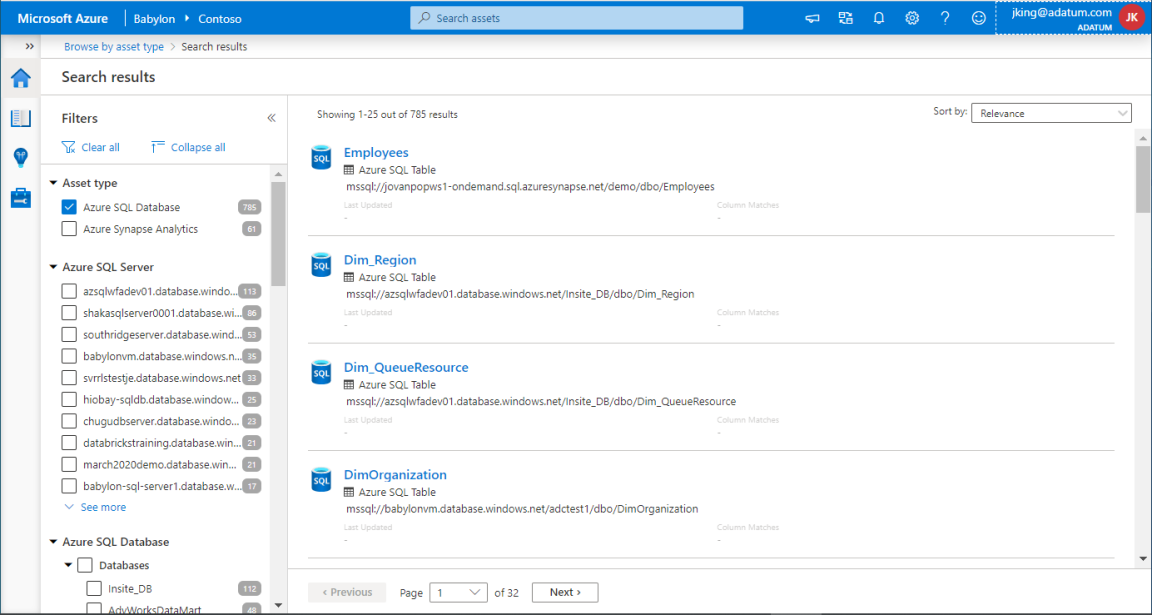 Microsoft Azure Babylon Contoso Search assets jking@adatum.com ADATUM JK
Browse by asset type > Search results
Search results
Filters
Clear all Collapse all
Asset type
Azure SQL Database 785
Azure Synapse Analytics 61
Azure SQL Server
azsqlwfadev01.database.windo... 113
shakasqlserver0001.database.wi... 86
southridgeserver.database.wind... 53
babylonvm.database.windows.n... 35
svrrlstestje.database.windows.net 33
hiobay-sqldb.database.window... 25
chugudbserver.database.windo... 23
databrickstraining.database.win... 21
march2020demo.database.win... 21
babylon-sql-server1.database.w... 17
See more
Azure SQL Database
Databases
Insite_DB 112
AdvWorksDataMart 48
Showing 1-25 out of 785 results
Sort by: Relevance
SQL
Employees
Azure SQL Table
mssql://jovanpopws1-ondemand.sql.azuresynapse.net/demo/dbo/Employees
Last Updated Column Matches
- -
SQL
Dim_Region
Azure SQL Table
mssql://azsqlwfadev01.database.windows.net/Insite_DB/dbo/Dim_Region
Last Updated Column Matches
- -
SQL
Dim_QueueResource
Azure SQL Table
mssql://azsqlwfadev01.database.windows.net/Insite_DB/dbo/Dim_QueueResource
Last Updated Column Matches
- -
SQL
DimOrganization
Azure SQL Table
mssql://babylonvm.database.windows.net/adctest1/dbo/DimOrganization
Last Updated Column Matches
- -
‹ Previous Page 1 of 32 Next ›